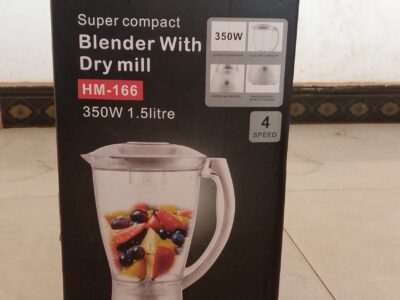 Super compact
Blender With
Dry mill
HM-166
350W 1.5litre
350W
4
SPEED